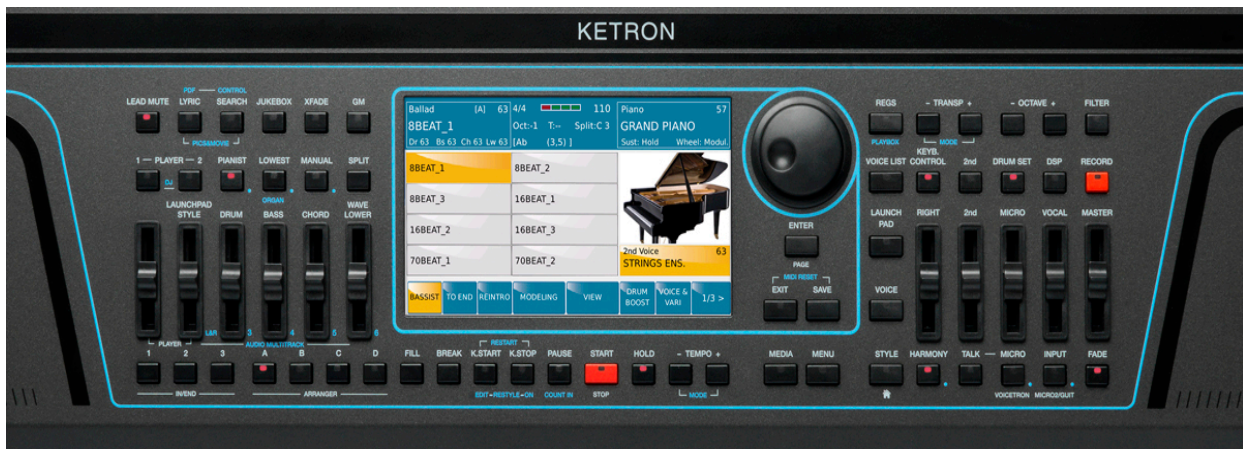 KETRON
PDF CONTROL
LEAD MUTE LYRIC SEARCH JUKEBOX XFADE GM
PICS&MOVIE
1 — PLAYER — 2 PIANIST LOWEST MANUAL SPLIT
DJ
ORGAN
LAUNCHPAD STYLE DRUM BASS CHORD WAVE LOWER
L&R 3 4 5 6
PLAYER AUDIO MULTITRACK
1 2 3 A B C D FILL BREAK K.START K.STOP PAUSE START HOLD - TEMPO +
RESTART
IN/END ARRANGER EDIT-RESTYLE-ON COUNT IN STOP MODE
Ballad [A] 63 4/4 110 Piano 57
8BEAT_1 Oct:-1 T:-- Split:C 3 GRAND PIANO
Dr 63 Bs 63 Ch 63 Lw 63 [Ab (3,5) ] Sust: Hold Wheel: Modul.
8BEAT_1 8BEAT_2
8BEAT_3 16BEAT_1
16BEAT_2 16BEAT_3
70BEAT_1 70BEAT_2
2nd Voice 63
STRINGS ENS.
BASSIST TO END REINTRO MODELING VIEW DRUM BOOST VOICE & VARI 1/3 >
ENTER
PAGE
MIDI RESET
EXIT SAVE
MEDIA MENU
REGS - TRANSP + - OCTAVE + FILTER
PLAYBOX MODE
VOICE LIST KEYB. CONTROL 2nd DRUM SET DSP RECORD
LAUNCH PAD RIGHT 2nd MICRO VOCAL MASTER
VOICE
STYLE HARMONY TALK — MICRO INPUT FADE
VOICETRON MICRO2/GUIT